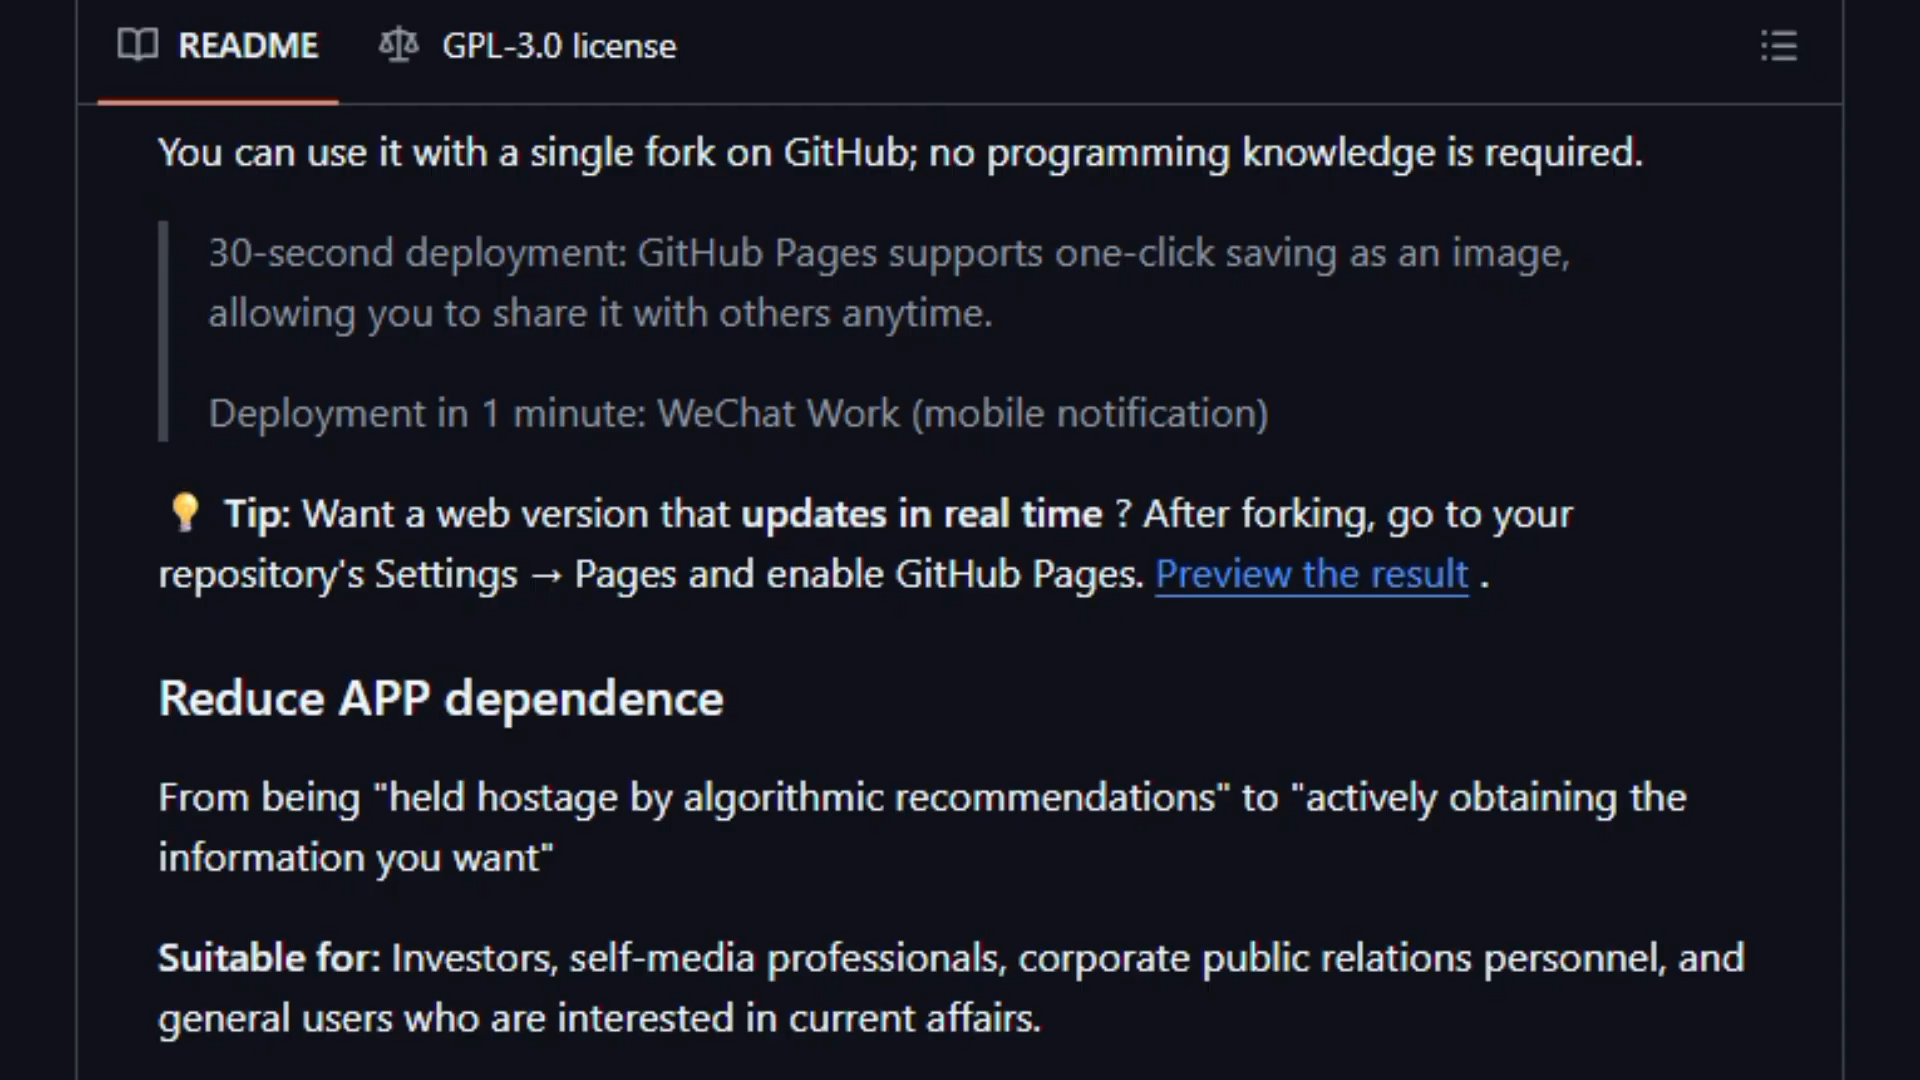 README
GPL-3.0 license
You can use it with a single fork on GitHub; no programming knowledge is required.
30-second deployment: GitHub Pages supports one-click saving as an image,
allowing you to share it with others anytime.
Deployment in 1 minute: WeChat Work (mobile notification)
💡 Tip: Want a web version that updates in real time ? After forking, go to your
repository's Settings → Pages and enable GitHub Pages. Preview the result .
Reduce APP dependence
From being "held hostage by algorithmic recommendations" to "actively obtaining the
information you want"
Suitable for: Investors, self-media professionals, corporate public relations personnel, and
general users who are interested in current affairs.